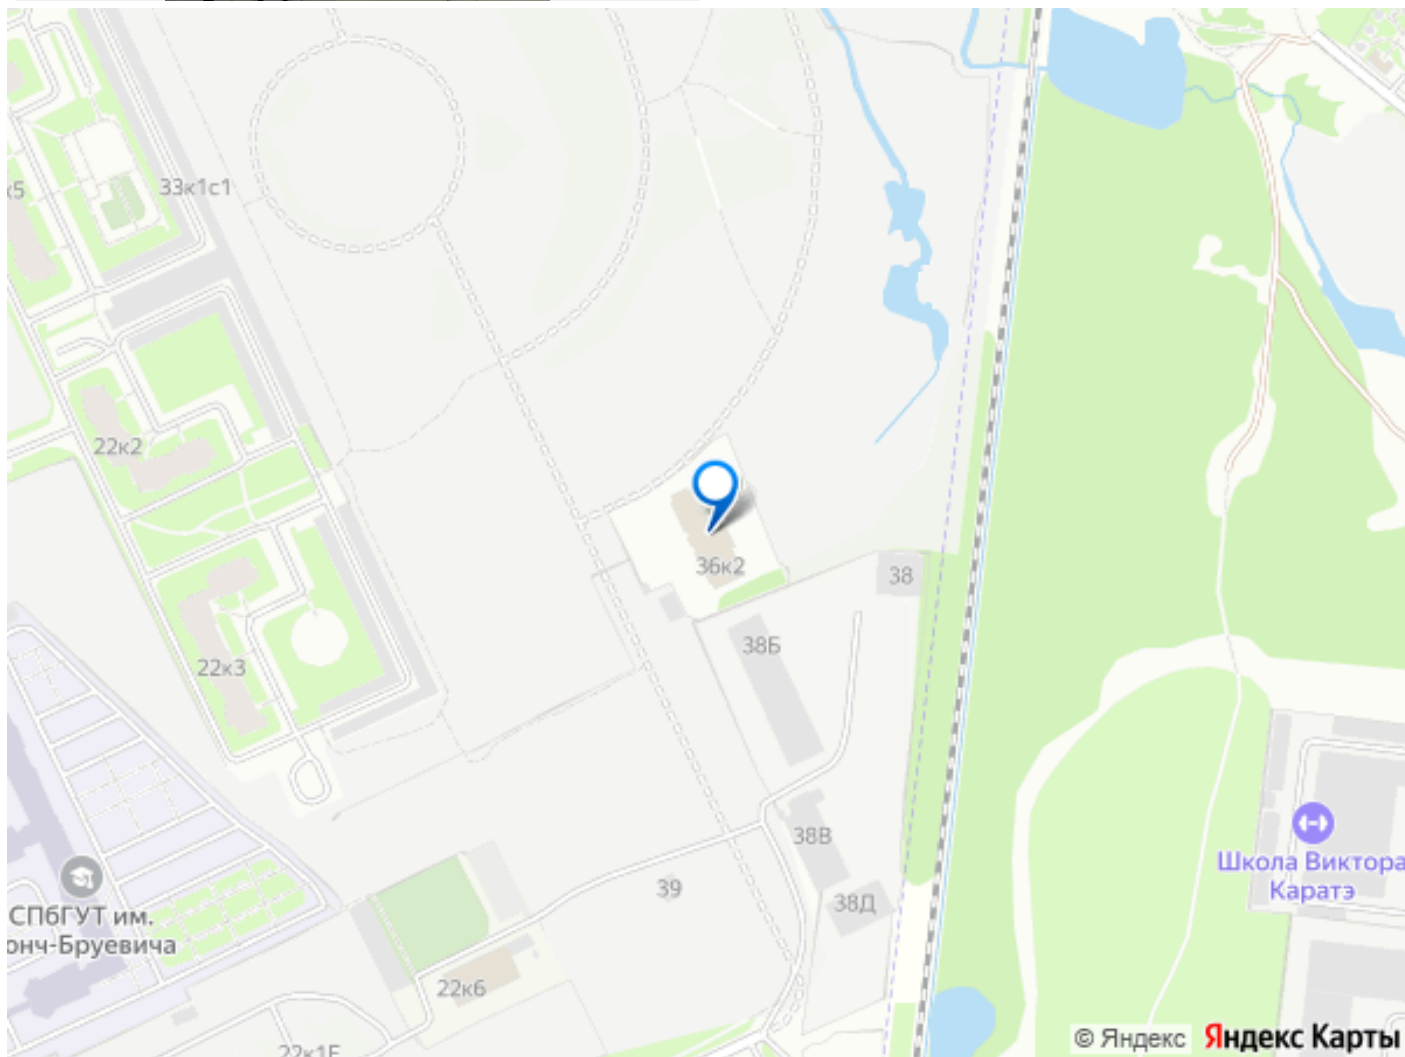 к5
33к1с1
22к2
36к2
38
38Б
22к3
38В
Школа Виктора
Каратэ
39
38Д
СПбГУТ им.
онч-Бруевича
22к6
22к1Е
© Яндекс Яндекс Карты